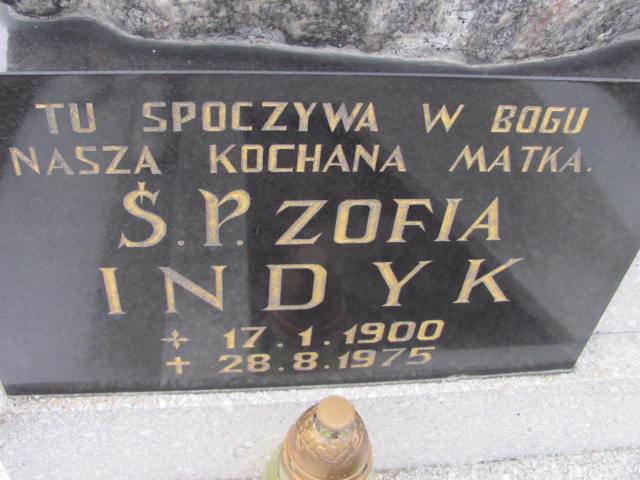 TU SPOCZYWA W BOGU
NASZA KOCHANA MATKA.
Ś.P. ZOFIA
INDYK
17.1.1900
+ 28.8.1975